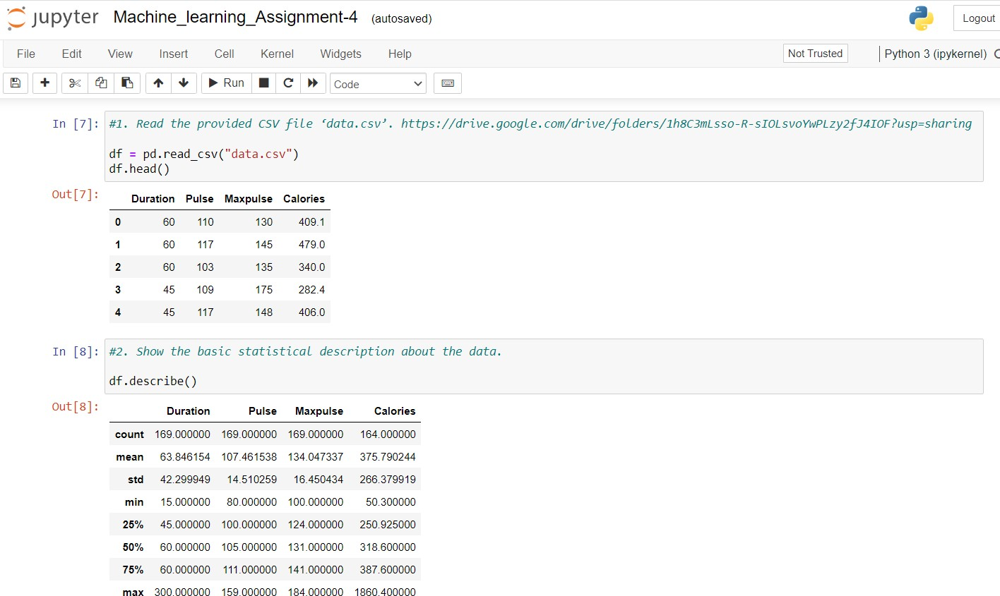 jupyter Machine_learning_Assignment-4 (autosaved) Logout
File Edit View Insert Cell Kernel Widgets Help Not Trusted Python 3 (ipykernel)
Run Code
In [7]: #1. Read the provided CSV file ‘data.csv’. https://drive.google.com/drive/folders/1h8C3mLsso-R-sIOLsvoYwPLzy2fJ4IOF?usp=sharing
df = pd.read_csv("data.csv")
df.head()
Out[7]:
Duration Pulse Maxpulse Calories
0 60 110 130 409.1
1 60 117 145 479.0
2 60 103 135 340.0
3 45 109 175 282.4
4 45 117 148 406.0
In [8]: #2. Show the basic statistical description about the data.
df.describe()
Out[8]:
Duration Pulse Maxpulse Calories
count 169.000000 169.000000 169.000000 164.000000
mean 63.846154 107.461538 134.047337 375.790244
std 42.299949 14.510259 16.450434 266.379919
min 15.000000 80.000000 100.000000 50.300000
25% 45.000000 100.000000 124.000000 250.925000
50% 60.000000 105.000000 131.000000 318.600000
75% 60.000000 111.000000 141.000000 387.600000
max 300.000000 159.000000 184.000000 1860.400000